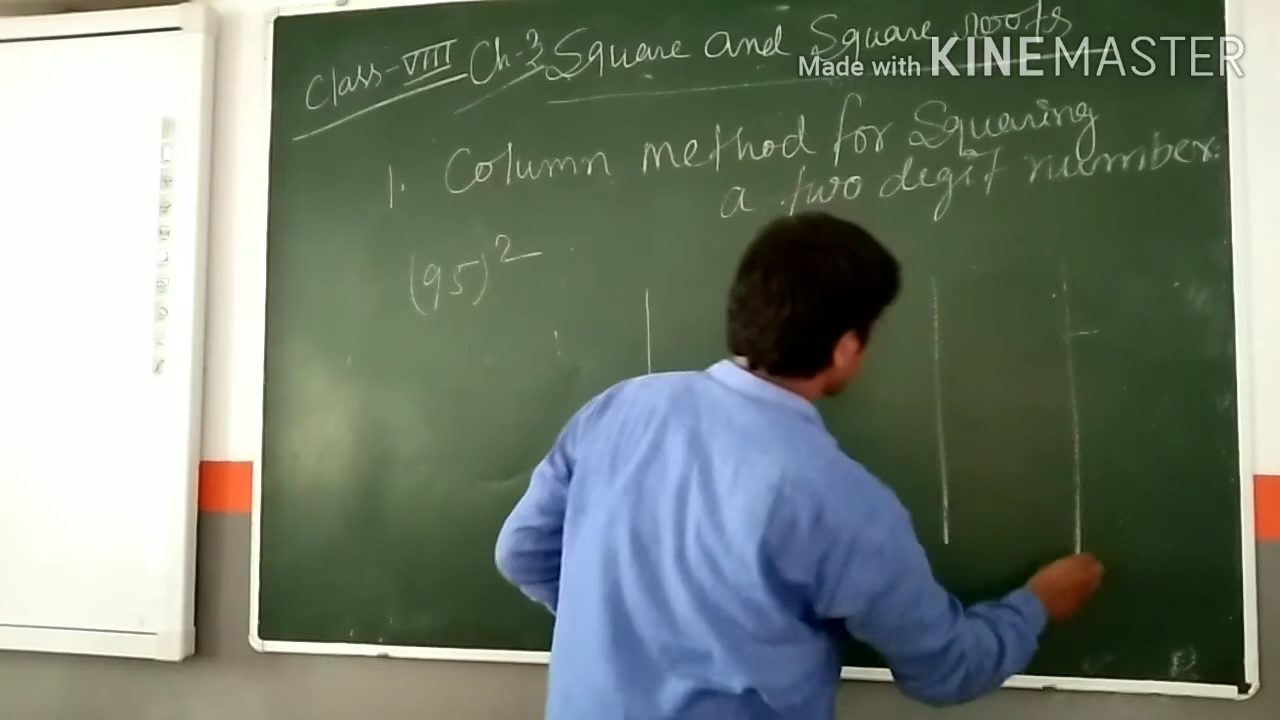 Class-VIII Ch-3 Square and Square roots
Made with KINEMASTER
1. Column method for Squaring
a two degit number.
(95)²